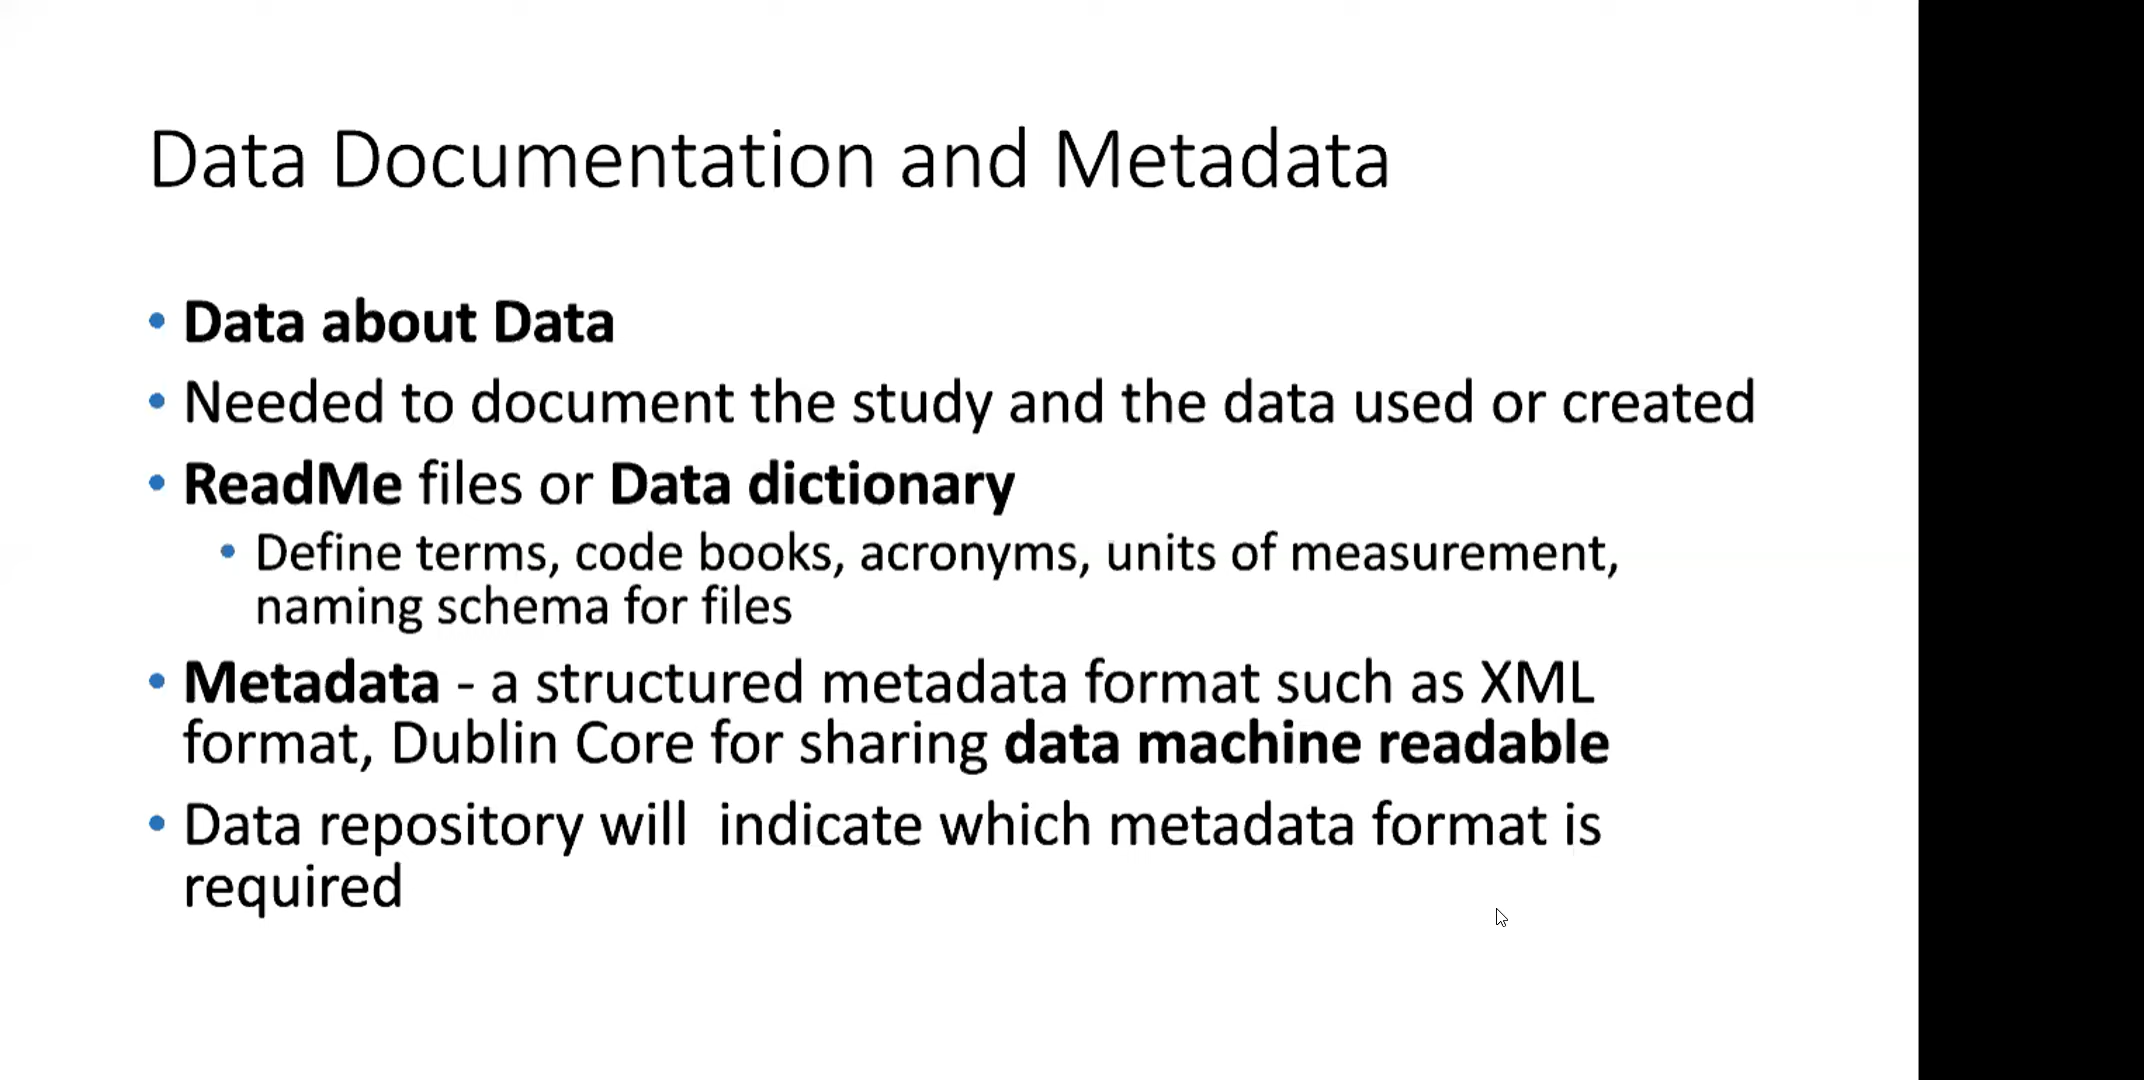 Data Documentation and Metadata
• Data about Data
• Needed to document the study and the data used or created
• ReadMe files or Data dictionary
• Define terms, code books, acronyms, units of measurement,
naming schema for files
• Metadata - a structured metadata format such as XML
format, Dublin Core for sharing data machine readable
• Data repository will  indicate which metadata format is
required